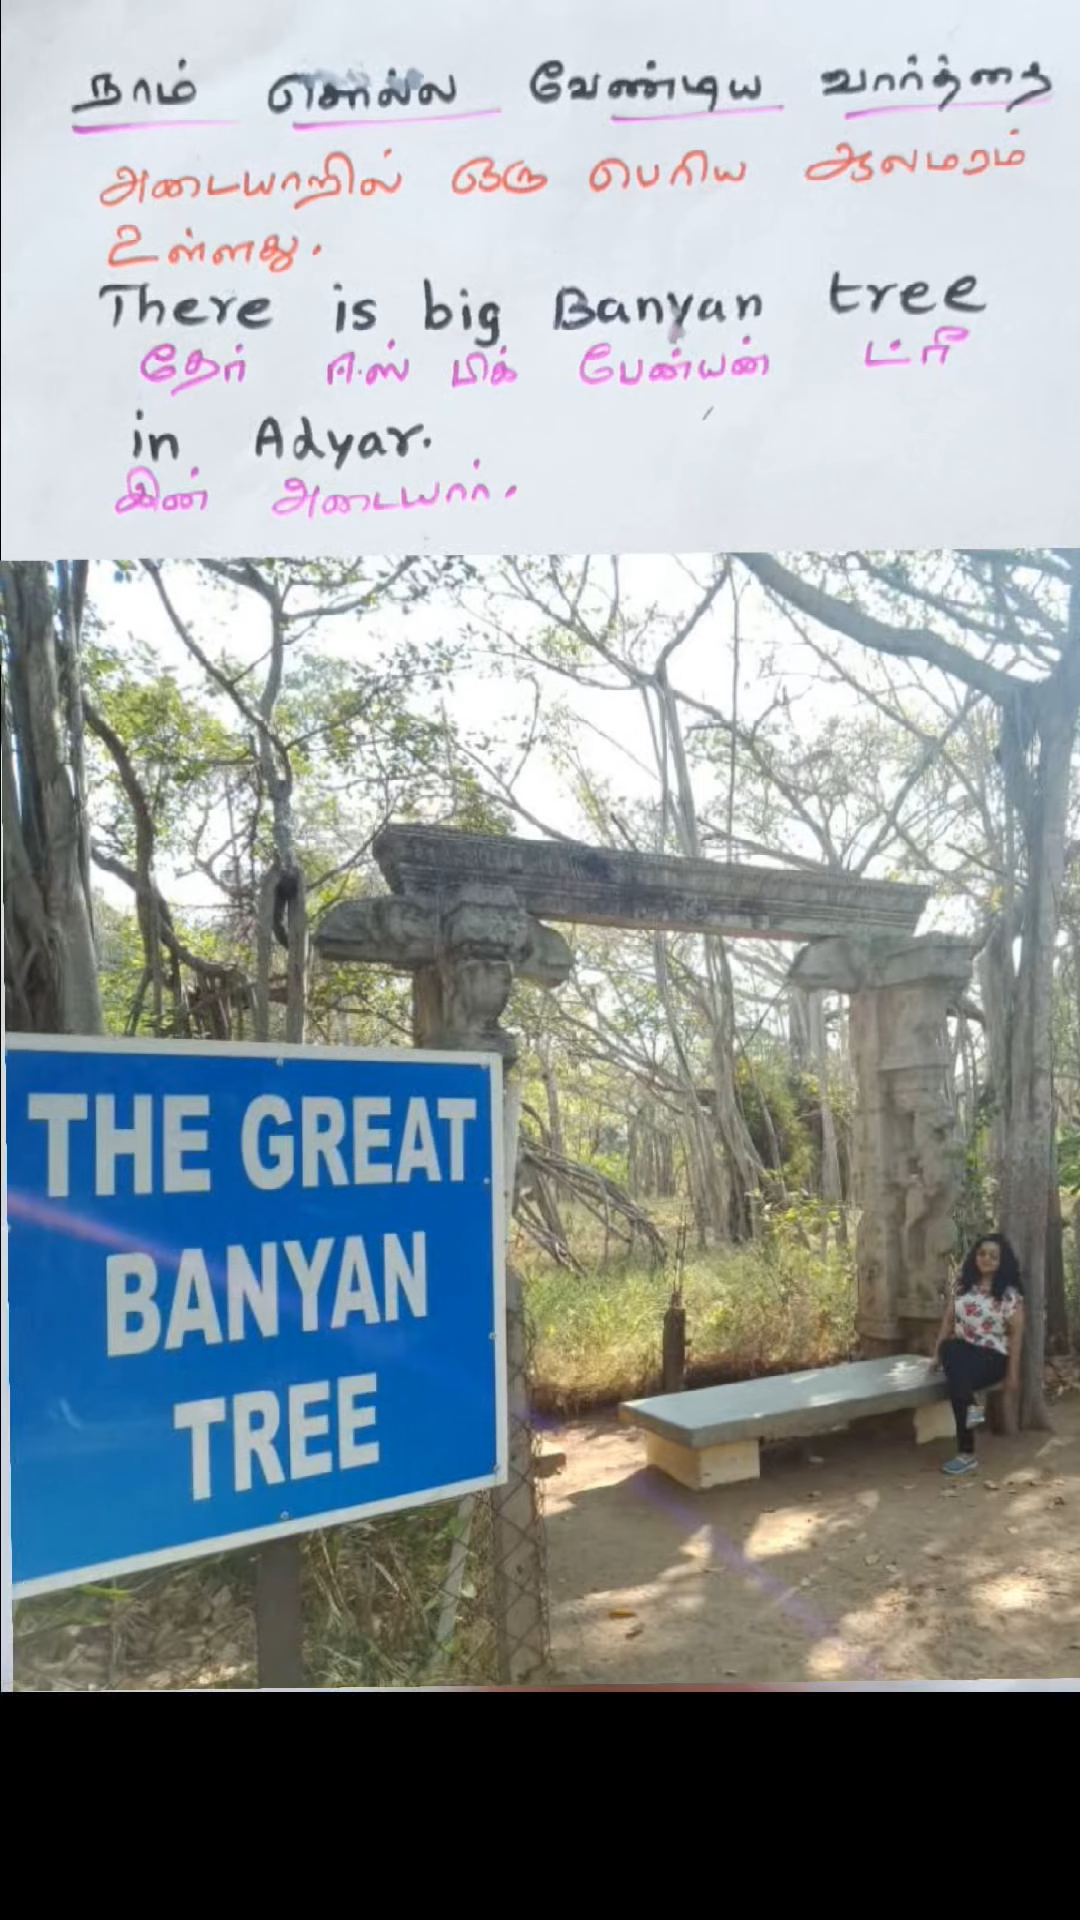 நாம் சொல்ல வேண்டிய வார்த்தை
அடையாறில் ஒரு பெரிய ஆலமரம்
உள்ளது.
There is big Banyan tree
தேர் ஈஸ் பிக் பேன்யன் ட்ரீ
in Adyar.
இன் அடையார்.
THE GREAT
BANYAN
TREE